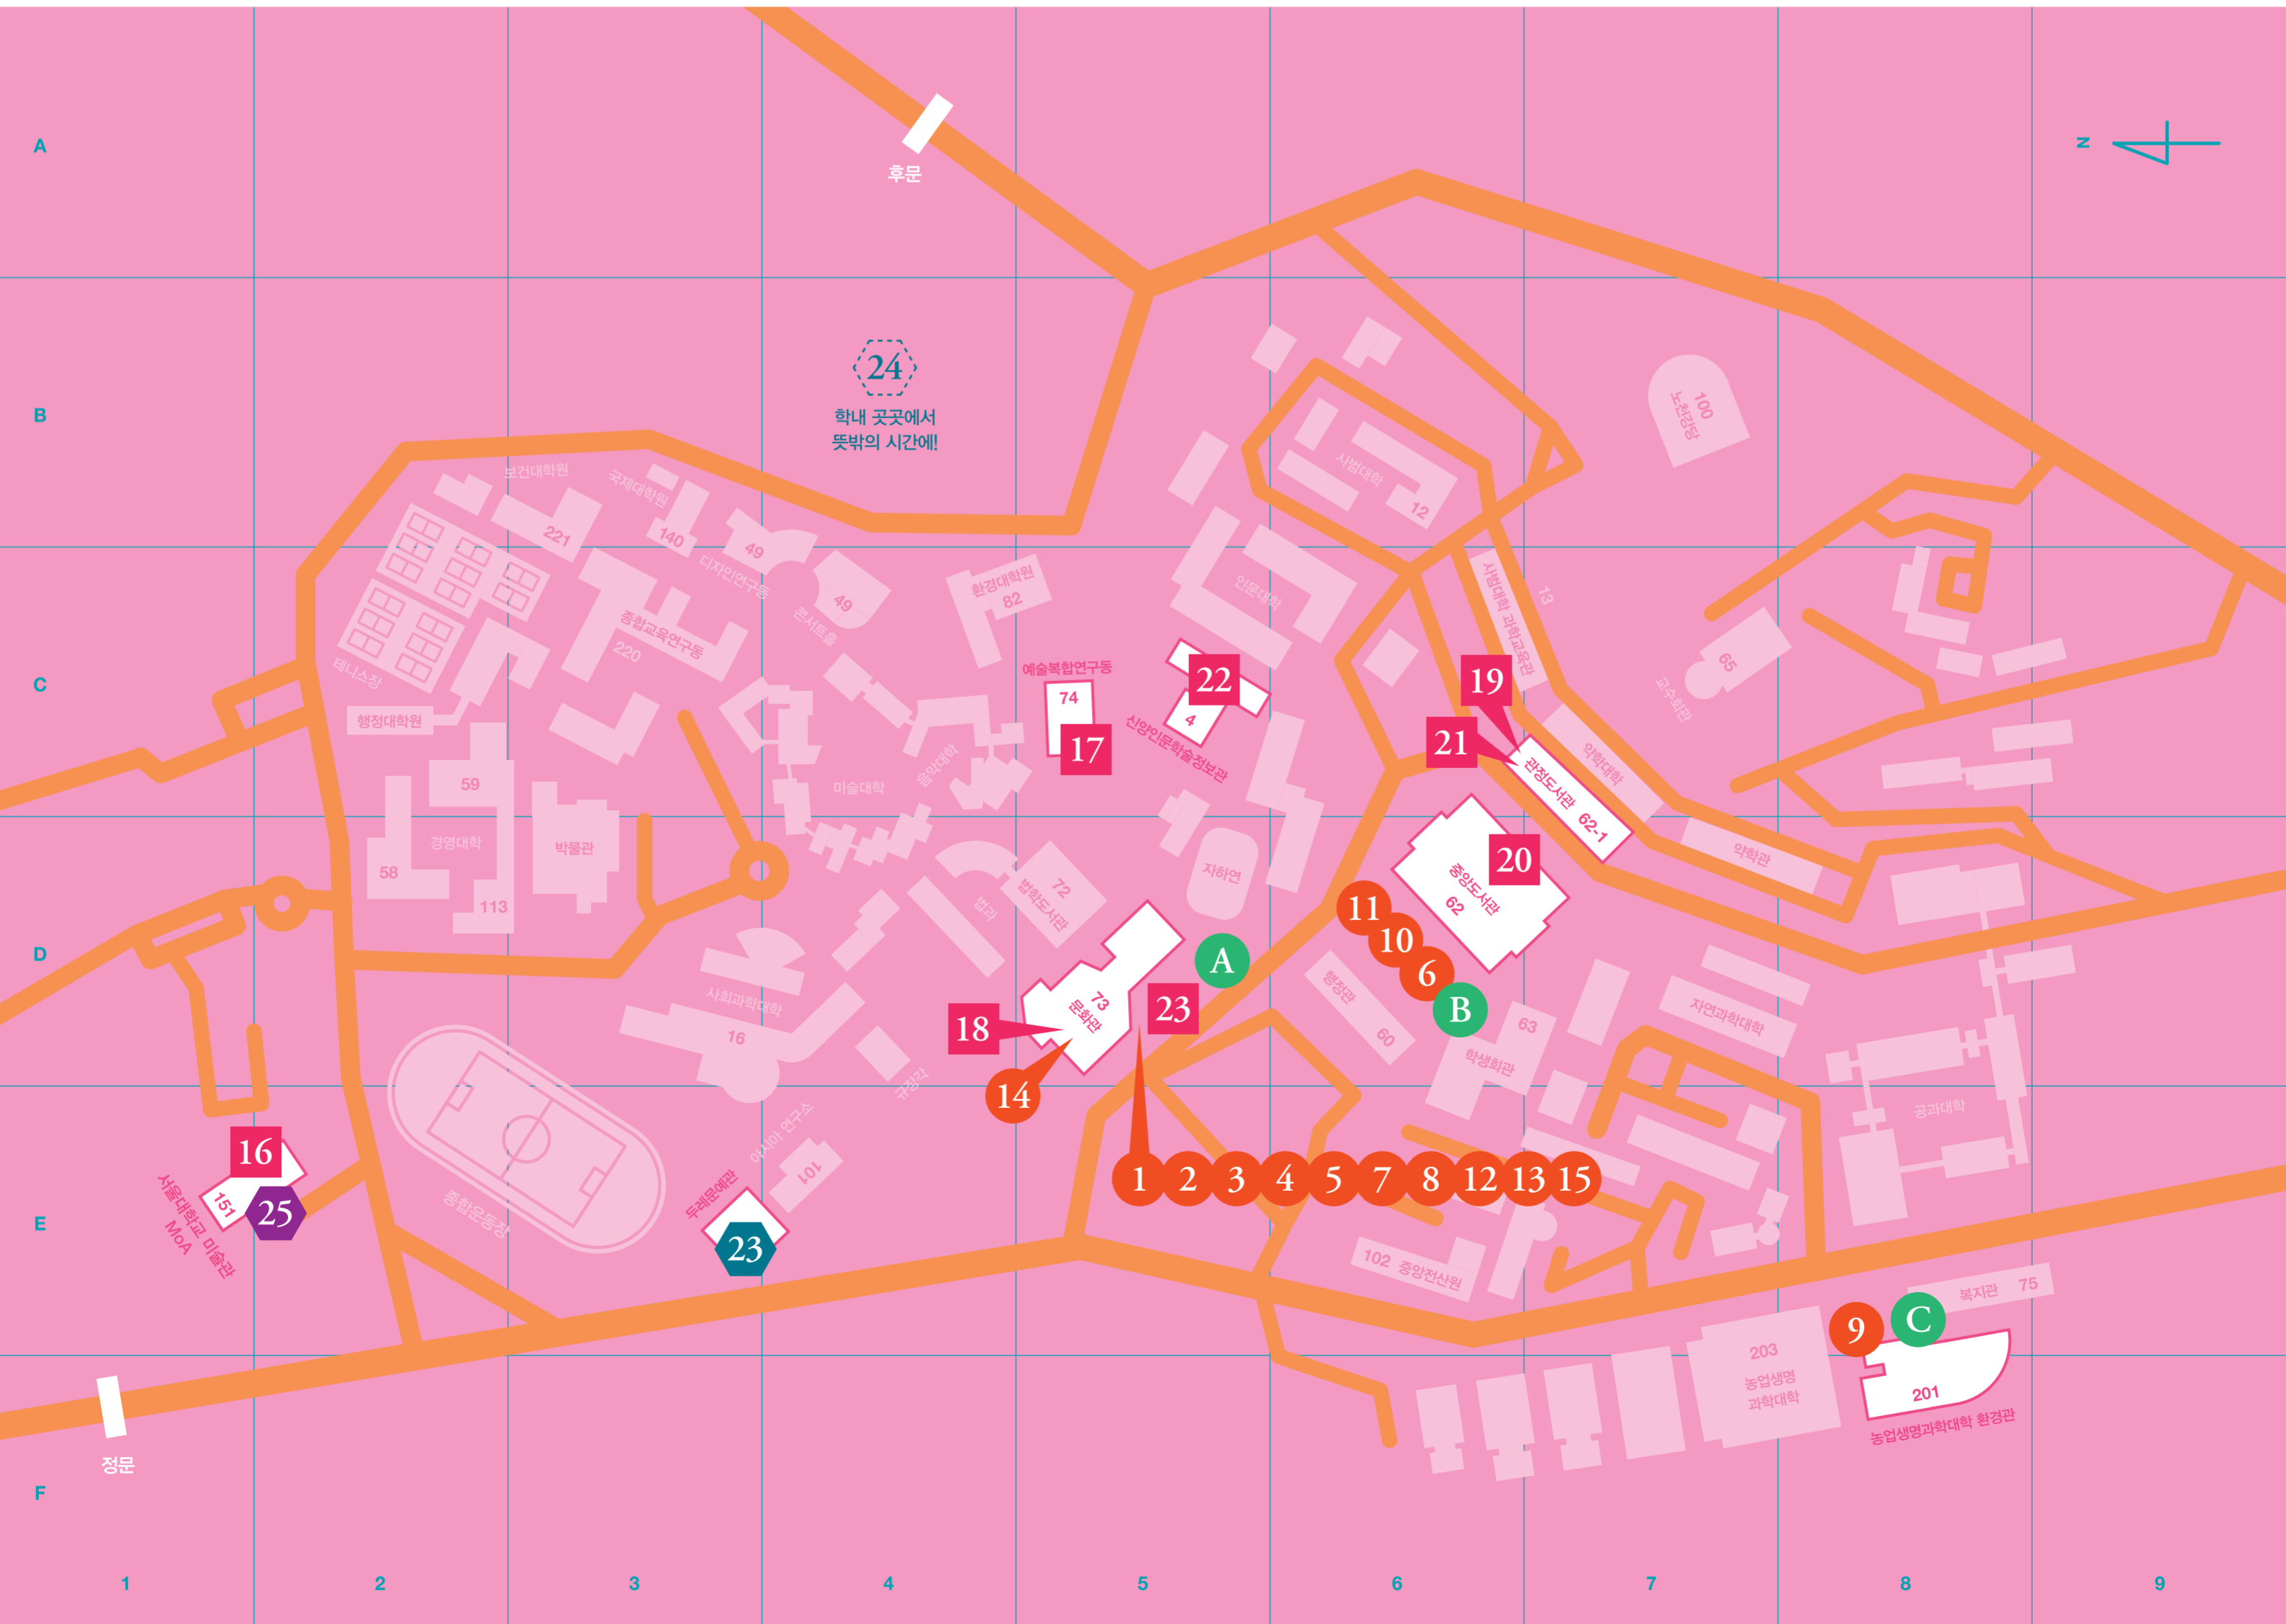 A
N
후문
B
24
학내 곳곳에서
뜻밖의 시간에!
100
노천강당
보건대학원
국제대학원
221
140
49
디자인연구동
49
콘서트홀
사범대학
12
환경대학원
82
인문대학
사범대학 과학교육관
13
C
테니스장
종합교육연구동
220
행정대학원
예술복합연구동
74
17
22
4
신양인문학술정보관
19
21
관정도서관 62-1
약학대학
65
교수회관
59
경영대학
58
113
박물관
미술대학
음악대학
자하연
20
중앙도서관
62
약학관
D
법과
72
법학도서관
사회과학대학
16
73
문화관
18
14
23
A
11
10
6
B
행정관
60
63
학생회관
자연과학대학
규장각
아시아 연구소
101
공과대학
E
16
151
25
서울대학교 미술관
MoA
종합운동장
두레문예관
23
1
2
3
4
5
7
8
12
13
15
102 중앙전산원
복지관 75
9
C
203
농업생명
과학대학
201
농업생명과학대학 환경관
정문
F
1
2
3
4
5
6
7
8
9